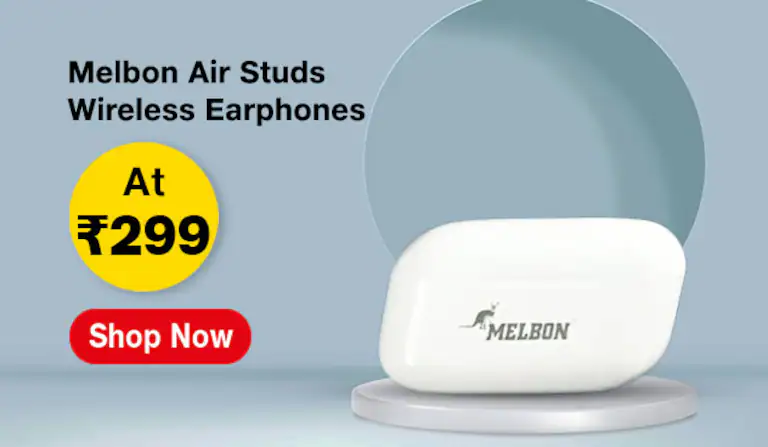 Melbon Air Studs
Wireless Earphones
At
₹299
Shop Now
MELBON